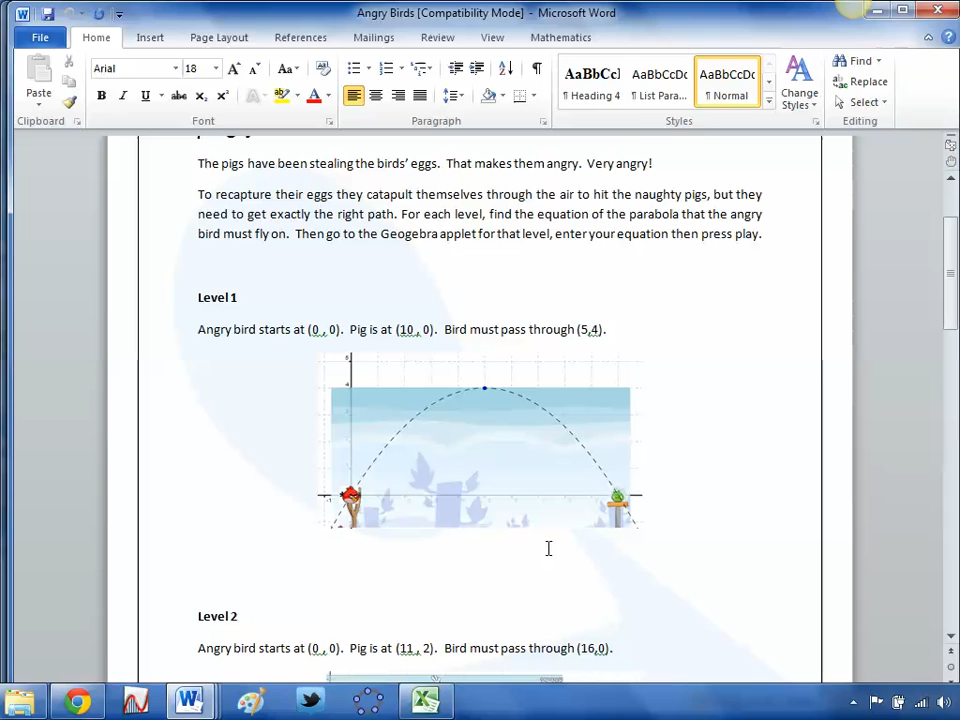 Angry Birds [Compatibility Mode] - Microsoft Word
File Home Insert Page Layout References Mailings Review View Mathematics
Arial 18 Aa AaBbCcI AaBbCcDc AaBbCcDc Find
Replace
Paste B I U abc x₂ x² A ¶ Heading 4 ¶ List Para... ¶ Normal Change Styles Select
Clipboard Font Paragraph Styles Editing
The pigs have been stealing the birds’ eggs. That makes them angry. Very angry!
To recapture their eggs they catapult themselves through the air to hit the naughty pigs, but they
need to get exactly the right path. For each level, find the equation of the parabola that the angry
bird must fly on. Then go to the Geogebra applet for that level, enter your equation then press play.
Level 1
Angry bird starts at (0 , 0). Pig is at (10 , 0). Bird must pass through (5,4).
4
Level 2
Angry bird starts at (0 , 0). Pig is at (11 , 2). Bird must pass through (16,0).